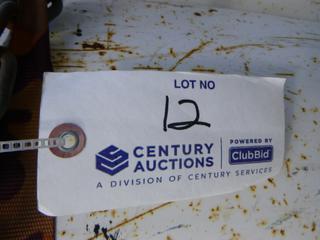 LOT NO
12
CENTURY
AUCTIONS
POWERED BY
ClubBid
A DIVISION OF CENTURY SERVICES